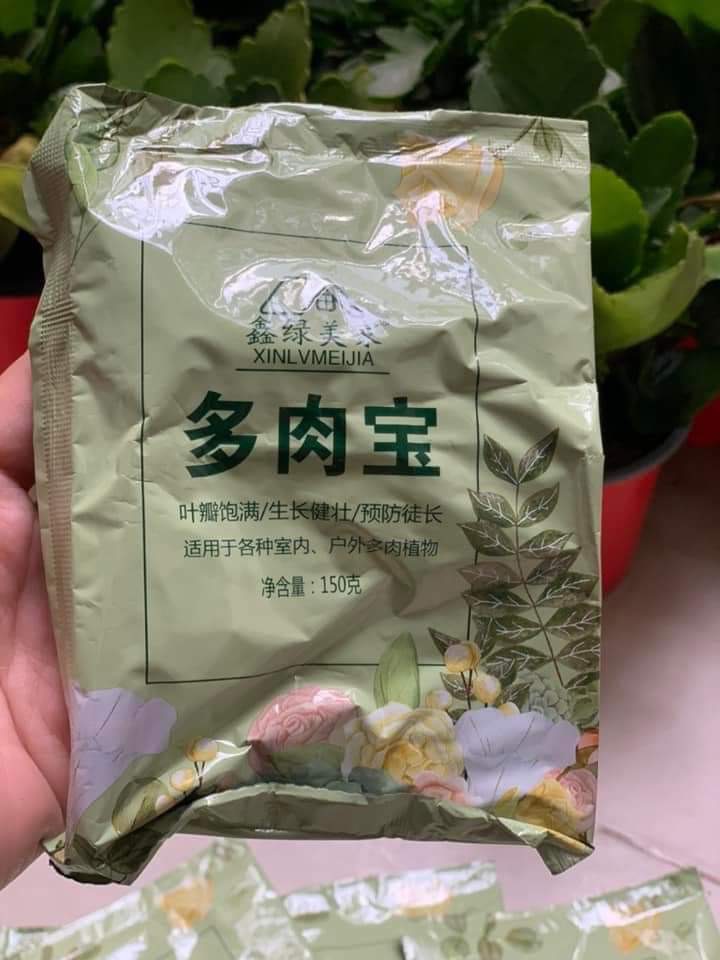 鑫绿美家
XINLVMEIJIA
多肉宝
叶瓣饱满/生长健壮/预防徒长
适用于各种室内、户外多肉植物
净含量：150克